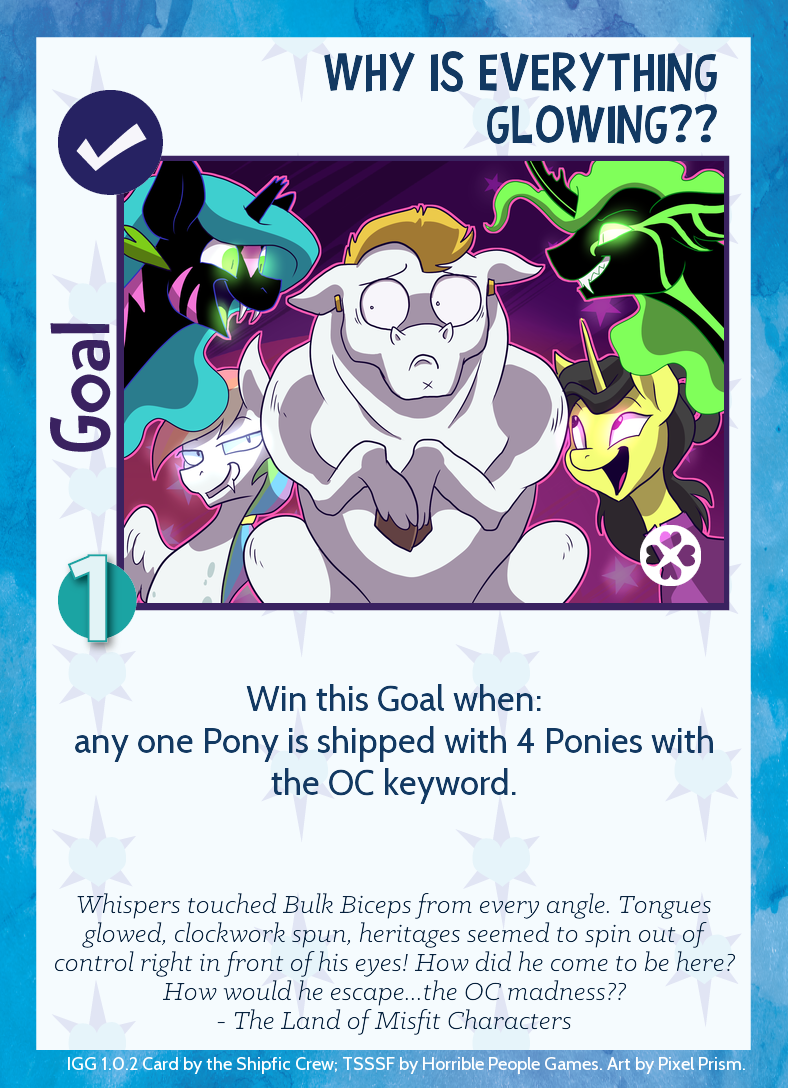 WHY IS EVERYTHING
GLOWING??
Goal
1
Win this Goal when:
any one Pony is shipped with 4 Ponies with
the OC keyword.
Whispers touched Bulk Biceps from every angle. Tongues
glowed, clockwork spun, heritages seemed to spin out of
control right in front of his eyes! How did he come to be here?
How would he escape...the OC madness??
- The Land of Misfit Characters
IGG 1.0.2 Card by the Shipfic Crew; TSSSF by Horrible People Games. Art by Pixel Prism.